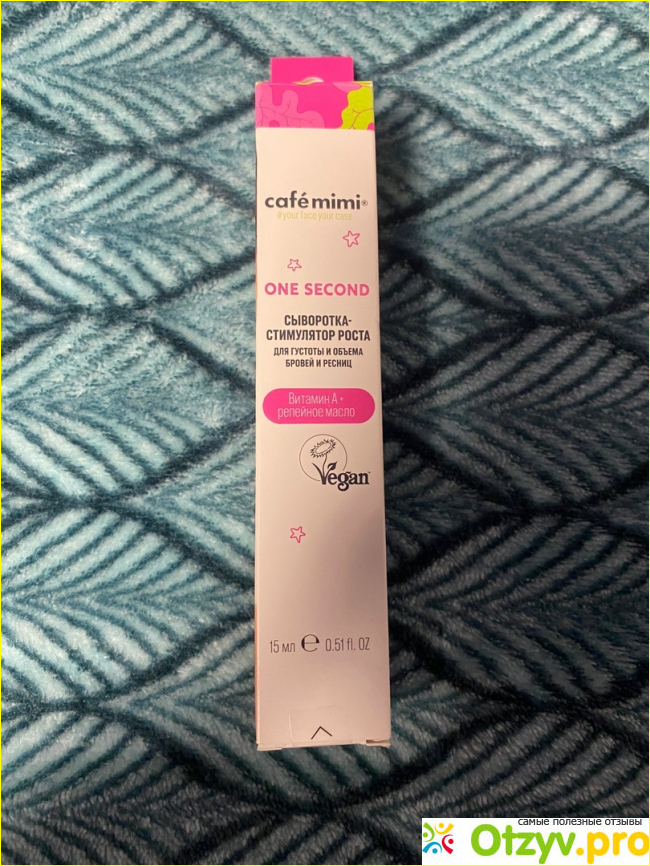 café mimi®
#your face your care
ONE SECOND
СЫВОРОТКА-
СТИМУЛЯТОР РОСТА
ДЛЯ ГУСТОТЫ И ОБЪЕМА
БРОВЕЙ И РЕСНИЦ
Витамин А +
репейное масло
Vegan™
15 мл ℮ 0.51 fl. OZ
самые полезные отзывы
Otzyv.pro